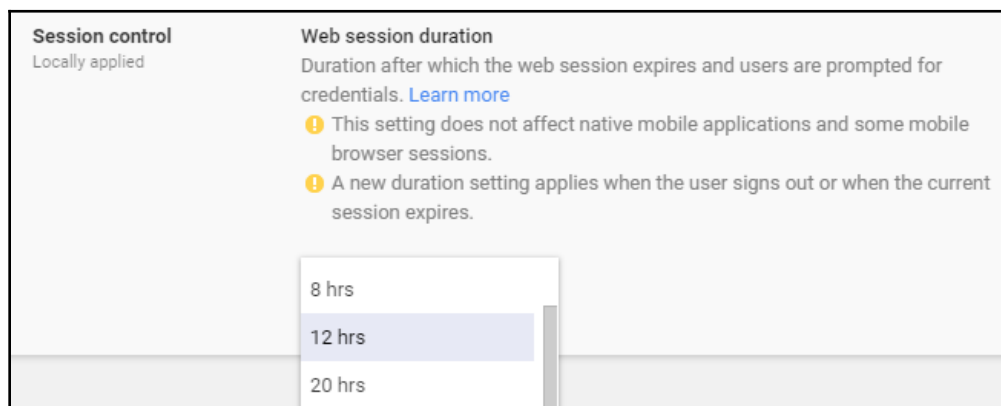 Session control
Locally applied
Web session duration
Duration after which the web session expires and users are prompted for
credentials. Learn more
This setting does not affect native mobile applications and some mobile
browser sessions.
A new duration setting applies when the user signs out or when the current
session expires.
8 hrs
12 hrs
20 hrs